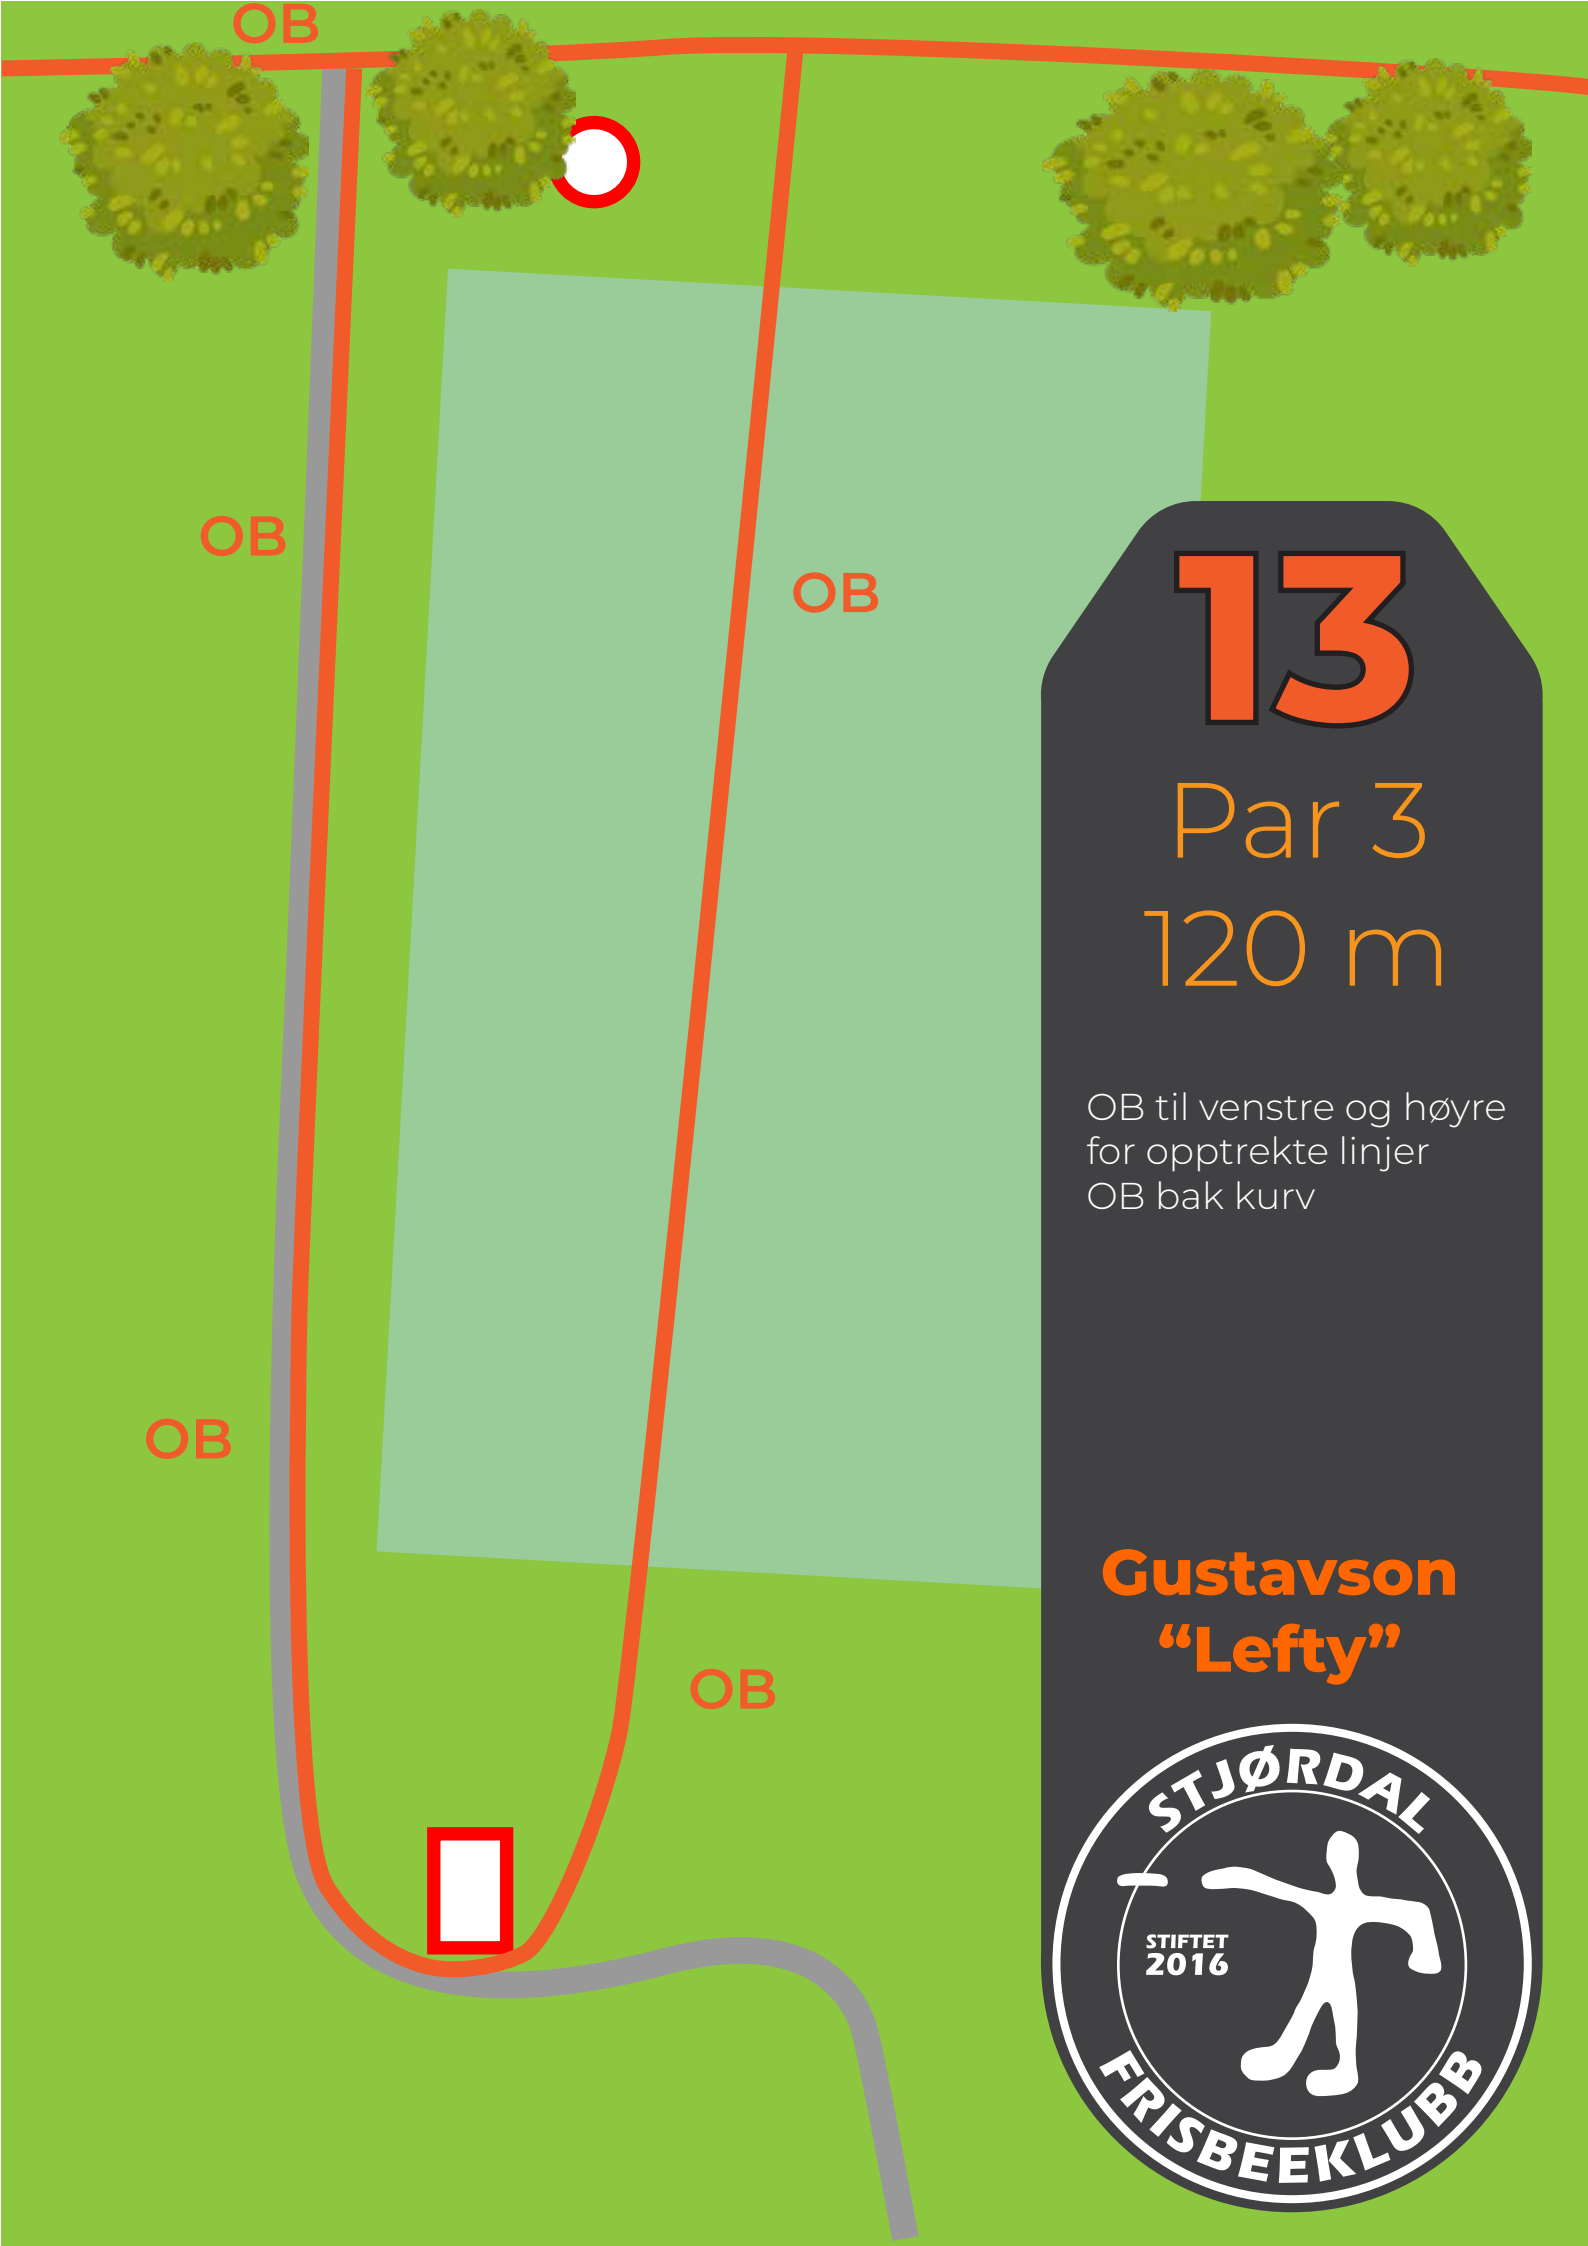 OB
OB
OB
OB
OB
13
Par 3
120 m
OB til venstre og høyre
for opptrekte linjer
OB bak kurv
Gustavson
“Lefty”
STJØRDAL
STIFTET
2016
FRISBEEKLUBB